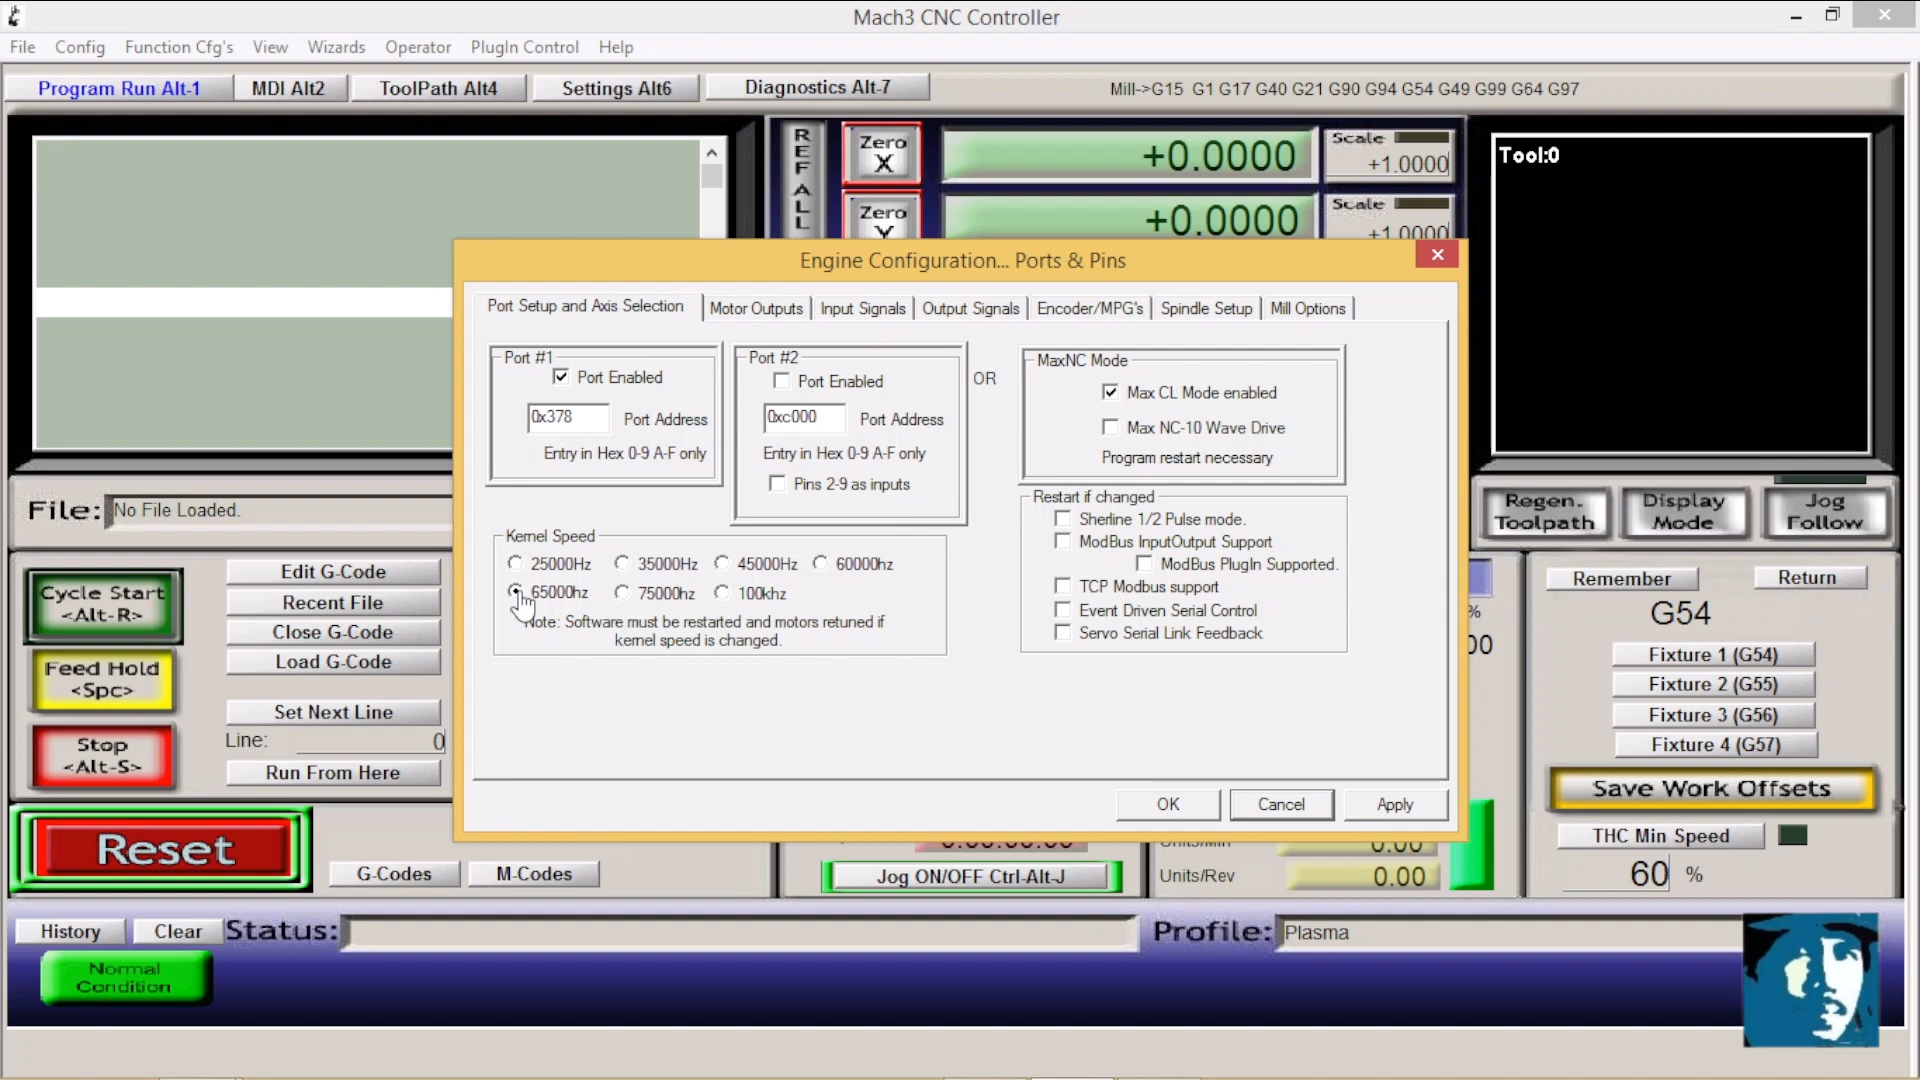 Mach3 CNC Controller
File Config Function Cfg's View Wizards Operator PlugIn Control Help
Program Run Alt-1 MDI Alt2 ToolPath Alt4 Settings Alt6 Diagnostics Alt-7 Mill->G15 G1 G17 G40 G21 G90 G94 G54 G49 G99 G64 G97
REF ALL
Zero X +0.0000 Scale +1.0000
Zero Y +0.0000 Scale +1.0000
Tool:0
Engine Configuration... Ports & Pins
Port Setup and Axis Selection Motor Outputs Input Signals Output Signals Encoder/MPG's Spindle Setup Mill Options
Port #1
Port Enabled
0x378 Port Address
Entry in Hex 0-9 A-F only
Port #2
Port Enabled
0xc000 Port Address
Entry in Hex 0-9 A-F only
Pins 2-9 as inputs
OR
MaxNC Mode
Max CL Mode enabled
Max NC-10 Wave Drive
Program restart necessary
Kernel Speed
25000Hz 35000Hz 45000Hz 60000hz
65000hz 75000hz 100khz
Note: Software must be restarted and motors retuned if
kernel speed is changed.
Restart if changed
Sherline 1/2 Pulse mode.
ModBus InputOutput Support
ModBus PlugIn Supported.
TCP Modbus support
Event Driven Serial Control
Servo Serial Link Feedback
OK Cancel Apply
File: No File Loaded.
Regen. Toolpath
Display Mode
Jog Follow
Cycle Start
<Alt-R>
Feed Hold
<Spc>
Stop
<Alt-S>
Edit G-Code
Recent File
Close G-Code
Load G-Code
Set Next Line
Line: 0
Run From Here
Reset
G-Codes M-Codes
Jog ON/OFF Ctrl-Alt-J
%
Units/Min 0.00
Units/Rev 0.00
Remember Return
G54
Fixture 1 (G54)
Fixture 2 (G55)
Fixture 3 (G56)
Fixture 4 (G57)
Save Work Offsets
THC Min Speed
60 %
History Clear Status: Profile: Plasma
Normal
Condition